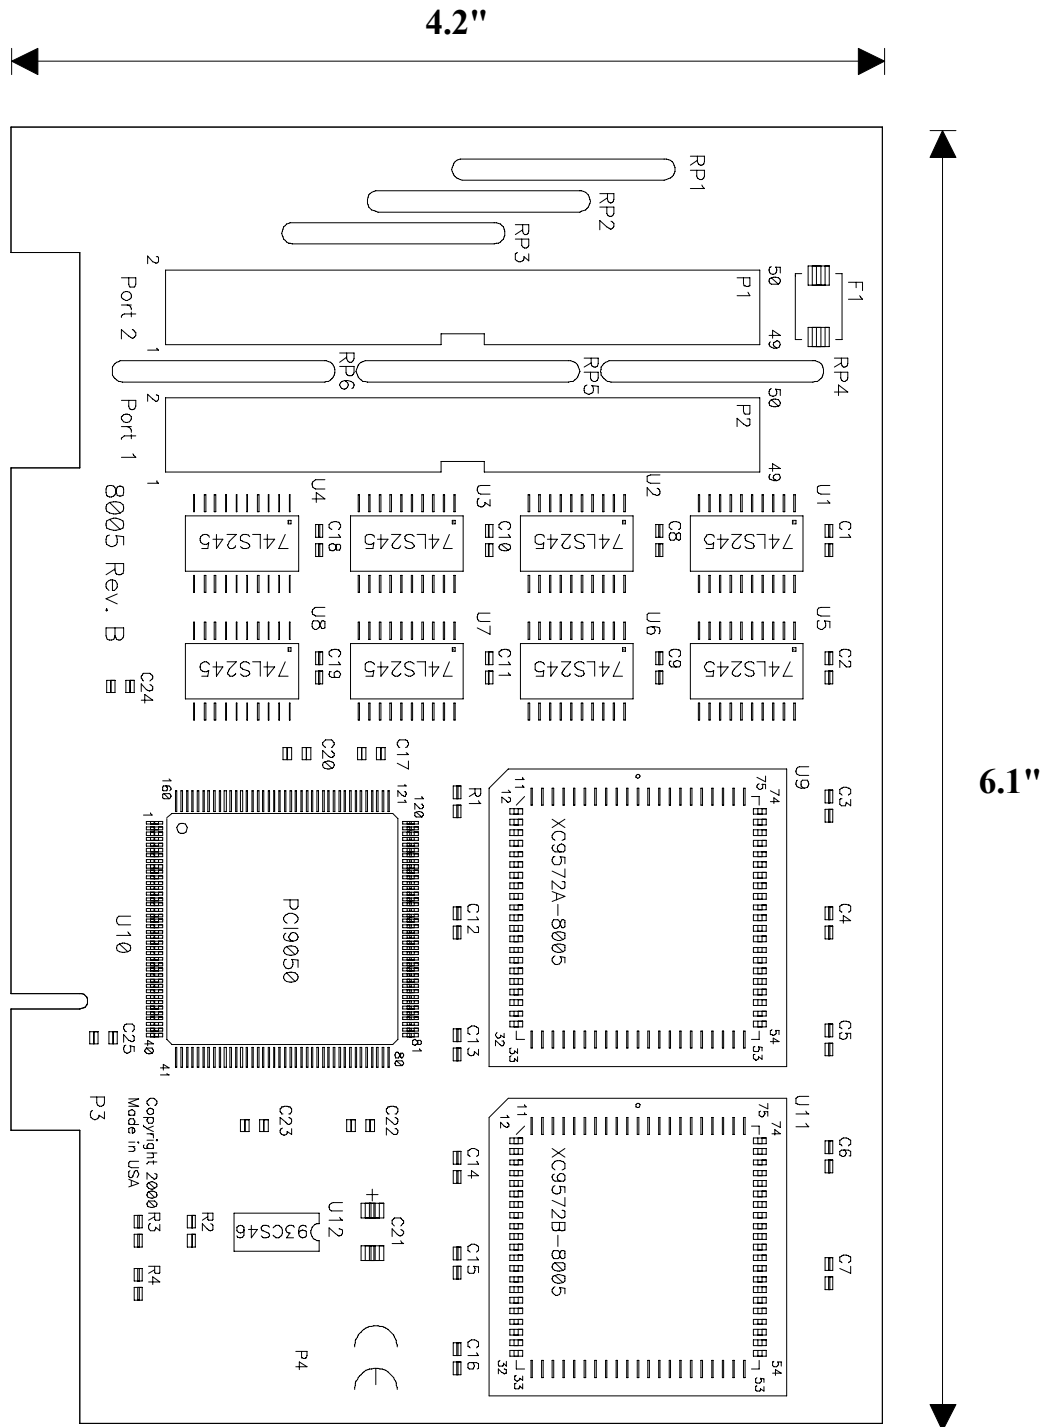 4.2"
6.1"
RP1
RP2
RP3
2
Port 2
1
P1
50
49
F1
RP6
RP5
RP4
2
Port 1
1
P2
50
49
8005 Rev. B
U4
U3
U2
U1
74LS245
C18
74LS245
C10
74LS245
C8
74LS245
C1
U8
U7
U6
U5
74LS245
C19
74LS245
C11
74LS245
C9
74LS245
C2
C24
C20
C17
160
121
120
1
PCI9050
U10
40
41
80
81
C25
R1
C12
C13
U9
11
12
75
74
XC9572A-8005
32
33
54
53
C3
C4
C5
P3
Copyright 2000
Made in USA
C23
C22
R3
R4
R2
93CS46
U12
+
C21
P4
CE
C14
C15
C16
U11
11
12
75
74
XC9572B-8005
32
33
54
53
C6
C7